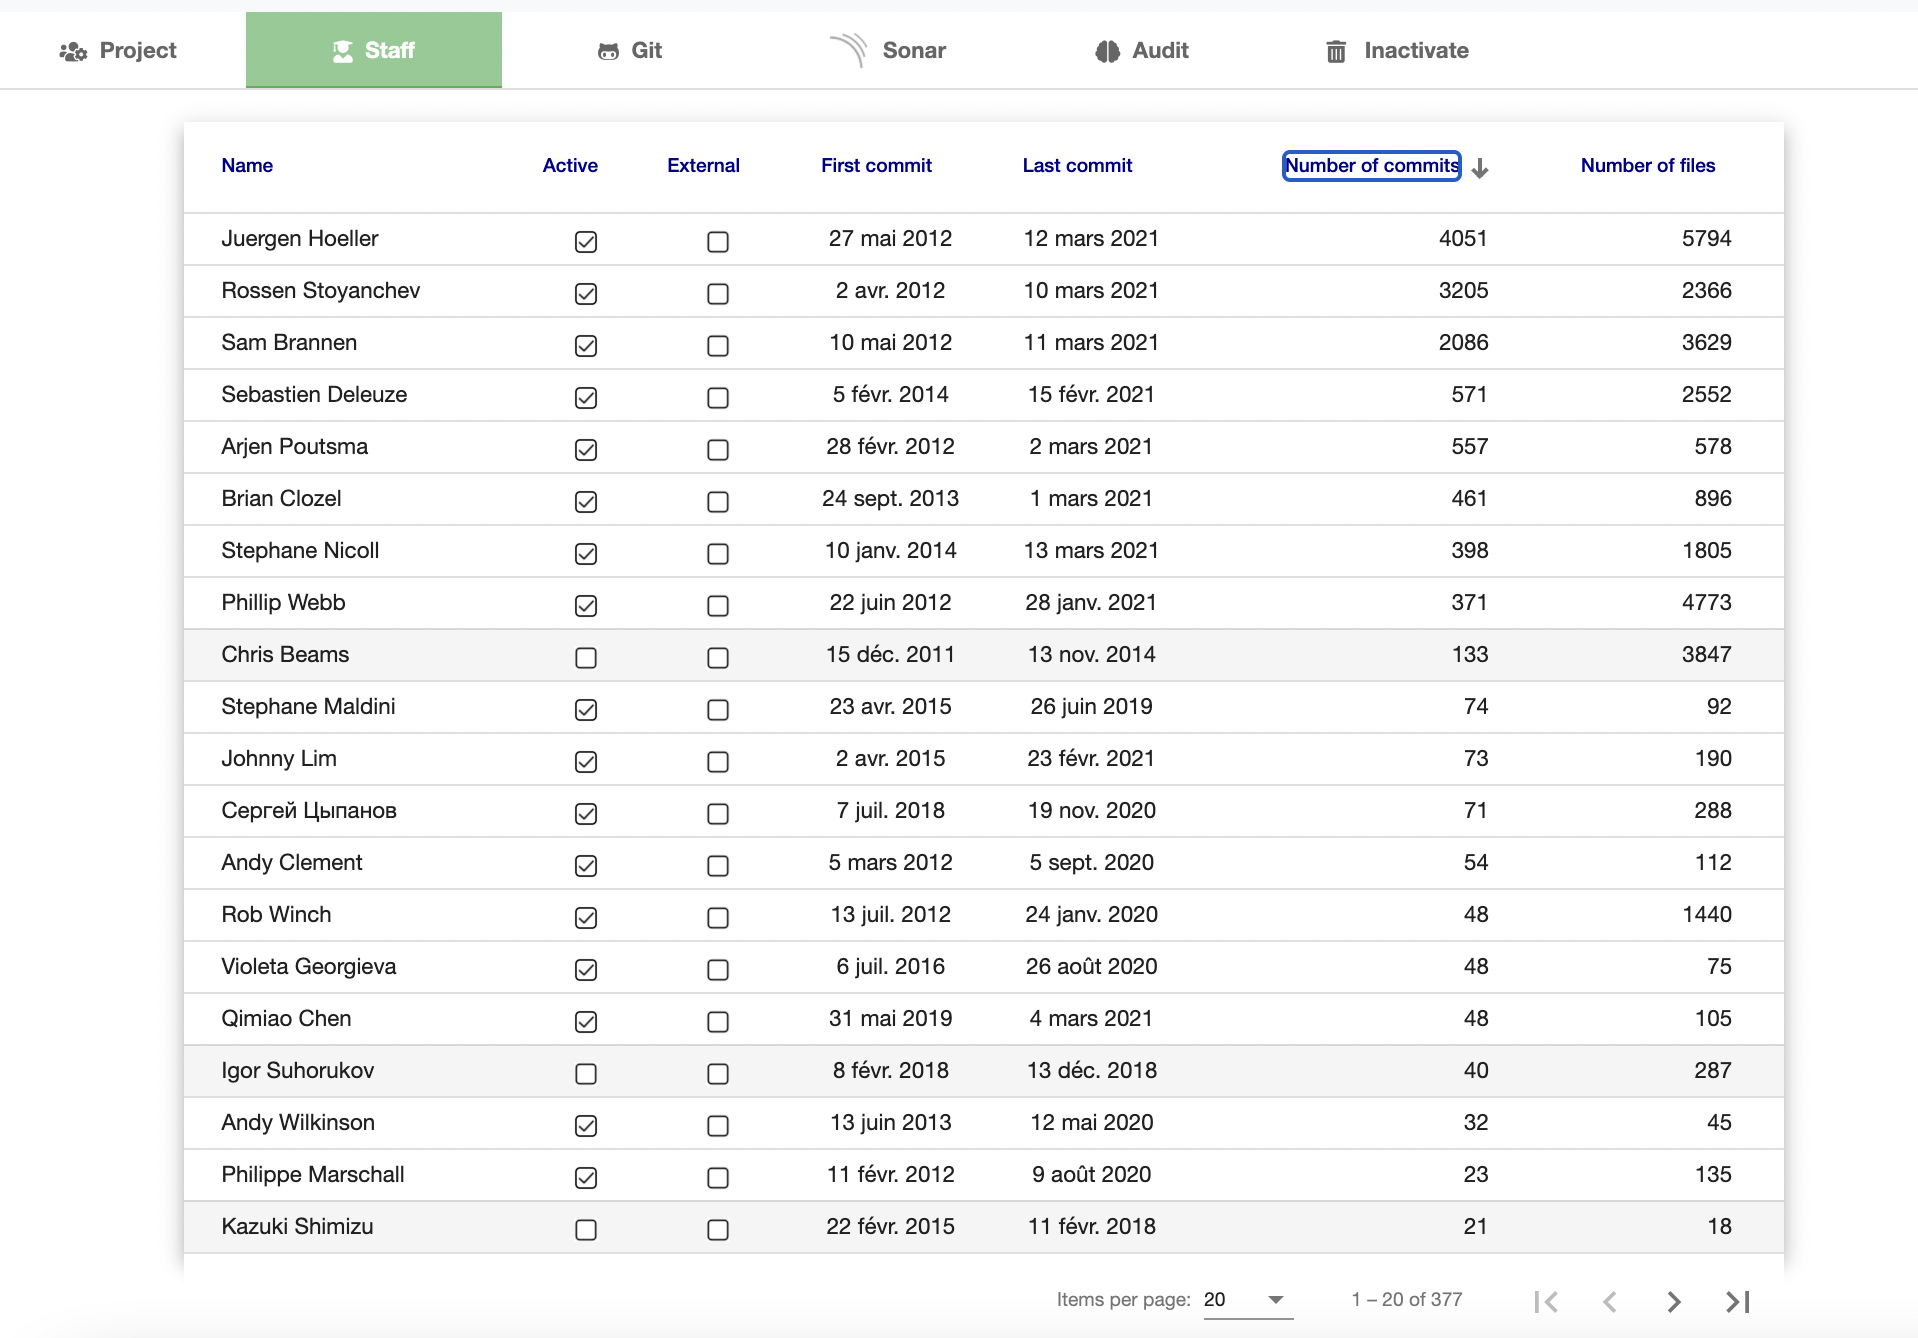 Project Staff Git Sonar Audit Inactivate
Name Active External First commit Last commit Number of commits Number of files
Juergen Hoeller 27 mai 2012 12 mars 2021 4051 5794
Rossen Stoyanchev 2 avr. 2012 10 mars 2021 3205 2366
Sam Brannen 10 mai 2012 11 mars 2021 2086 3629
Sebastien Deleuze 5 févr. 2014 15 févr. 2021 571 2552
Arjen Poutsma 28 févr. 2012 2 mars 2021 557 578
Brian Clozel 24 sept. 2013 1 mars 2021 461 896
Stephane Nicoll 10 janv. 2014 13 mars 2021 398 1805
Phillip Webb 22 juin 2012 28 janv. 2021 371 4773
Chris Beams 15 déc. 2011 13 nov. 2014 133 3847
Stephane Maldini 23 avr. 2015 26 juin 2019 74 92
Johnny Lim 2 avr. 2015 23 févr. 2021 73 190
Сергей Цыпанов 7 juil. 2018 19 nov. 2020 71 288
Andy Clement 5 mars 2012 5 sept. 2020 54 112
Rob Winch 13 juil. 2012 24 janv. 2020 48 1440
Violeta Georgieva 6 juil. 2016 26 août 2020 48 75
Qimiao Chen 31 mai 2019 4 mars 2021 48 105
Igor Suhorukov 8 févr. 2018 13 déc. 2018 40 287
Andy Wilkinson 13 juin 2013 12 mai 2020 32 45
Philippe Marschall 11 févr. 2012 9 août 2020 23 135
Kazuki Shimizu 22 févr. 2015 11 févr. 2018 21 18
Items per page: 20 1 – 20 of 377